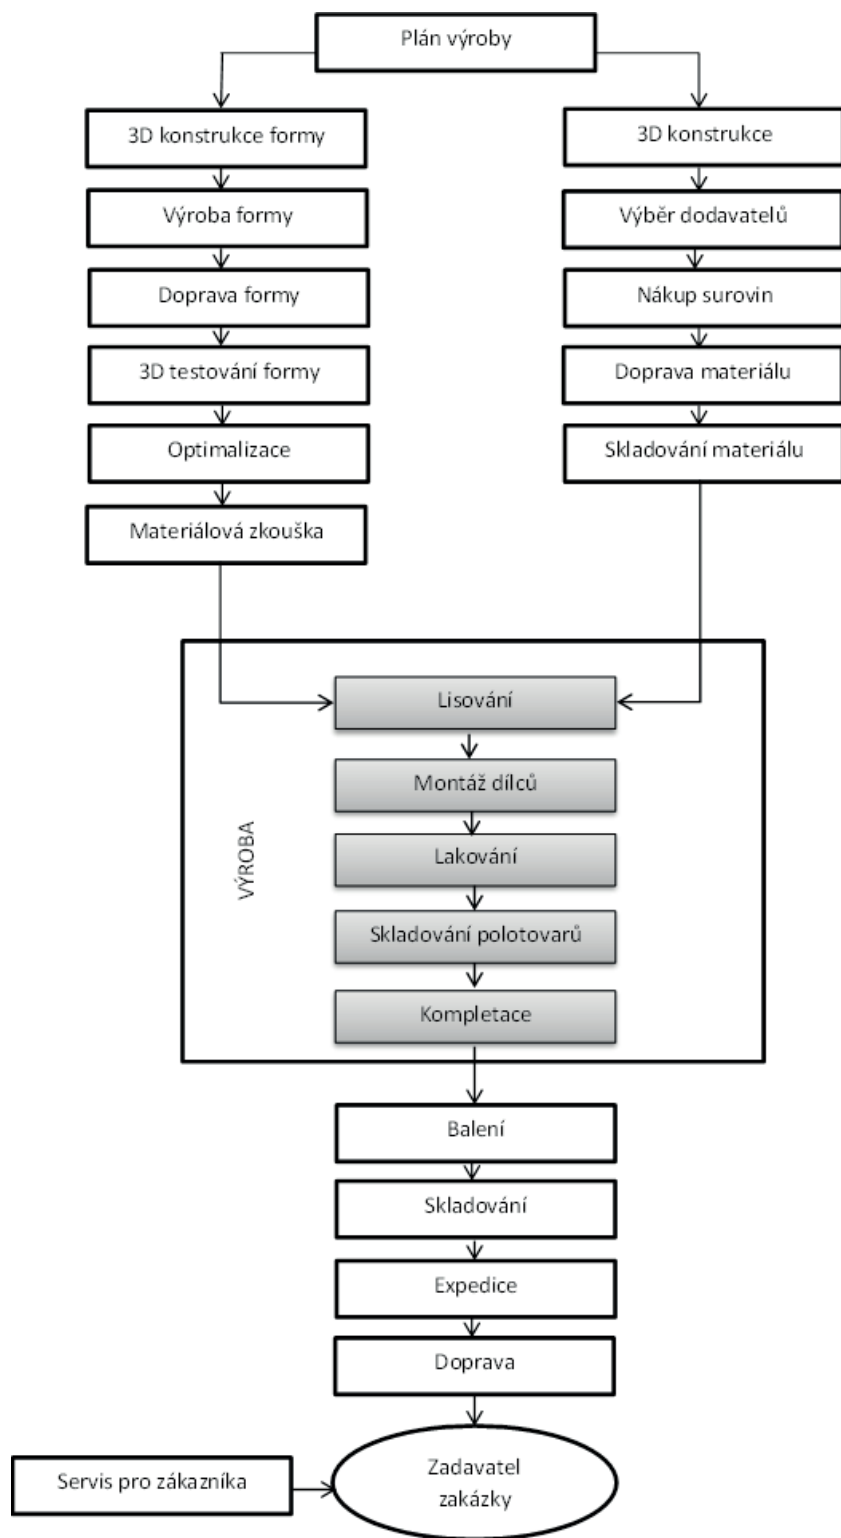 Plán výroby
3D konstrukce formy
Výroba formy
Doprava formy
3D testování formy
Optimalizace
Materiálová zkouška
3D konstrukce
Výběr dodavatelů
Nákup surovin
Doprava materiálu
Skladování materiálu
VÝROBA
Lisování
Montáž dílců
Lakování
Skladování polotovarů
Kompletace
Balení
Skladování
Expedice
Doprava
Servis pro zákazníka
Zadavatel
zakázky